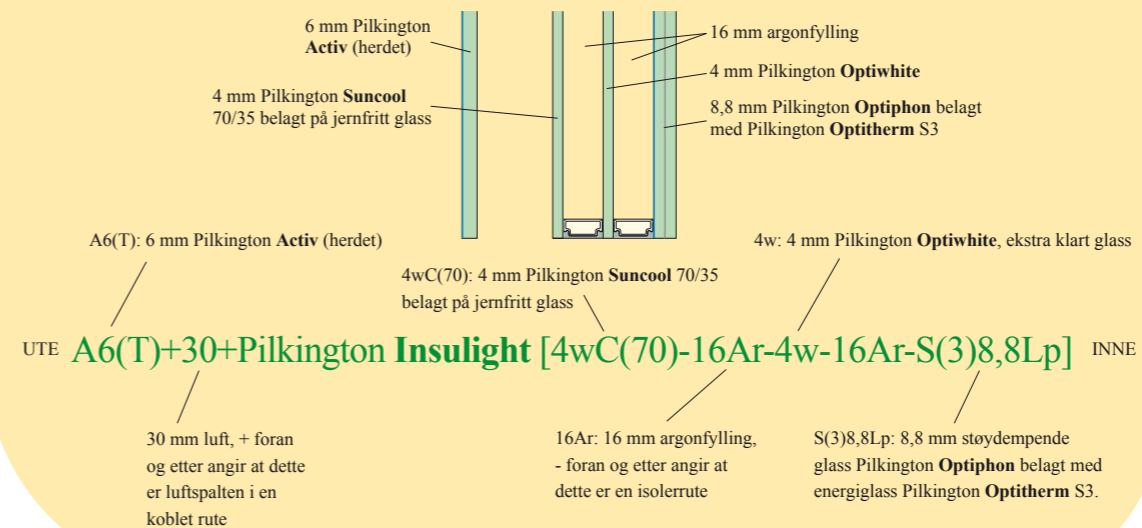 6 mm Pilkington
Activ (herdet)
4 mm Pilkington Suncool
70/35 belagt på jernfritt glass
16 mm argonfylling
4 mm Pilkington Optiwhite
8,8 mm Pilkington Optiphon belagt
med Pilkington Optitherm S3
A6(T): 6 mm Pilkington Activ (herdet)
4wC(70): 4 mm Pilkington Suncool 70/35
belagt på jernfritt glass
4w: 4 mm Pilkington Optiwhite, ekstra klart glass
UTE A6(T)+30+Pilkington Insulight [4wC(70)-16Ar-4w-16Ar-S(3)8,8Lp] INNE
30 mm luft, + foran
og etter angir at dette
er luftspalten i en
koblet rute
16Ar: 16 mm argonfylling,
- foran og etter angir at
dette er en isolerrute
S(3)8,8Lp: 8,8 mm støydempende
glass Pilkington Optiphon belagt med
energiglass Pilkington Optitherm S3.